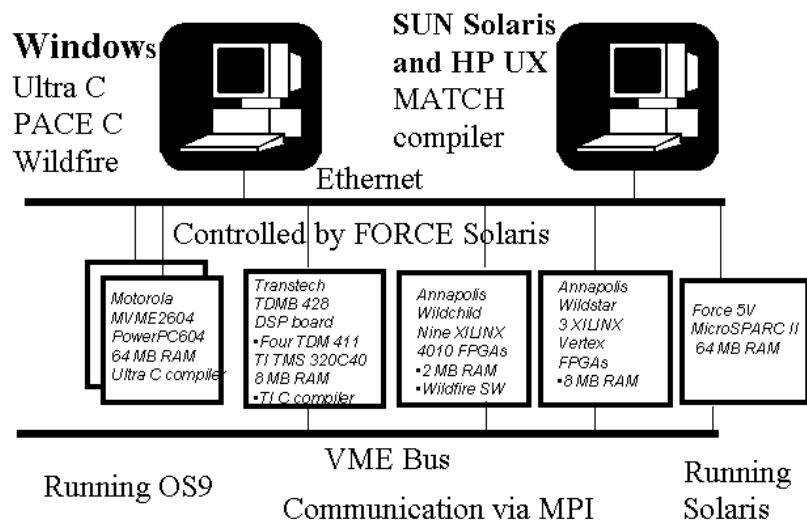 Windows
Ultra C
PACE C
Wildfire
SUN Solaris
and HP UX
MATCH
compiler
Ethernet
Controlled by FORCE Solaris
Motorola
MVME2604
PowerPC604
64 MB RAM
Ultra C compiler
Transtech
TDMB 428
DSP board
•Four TDM 411
TI TMS 320C40
8 MB RAM
•TI C compiler
Annapolis
Wildchild
Nine XILINX
4010 FPGAs
•2 MB RAM
•Wildfire SW
Annapolis
Wildstar
3 XILINX
Vertex
FPGAs
•8 MB RAM
Force 5V
MicroSPARC II
64 MB RAM
VME Bus
Running OS9
Communication via MPI
Running
Solaris